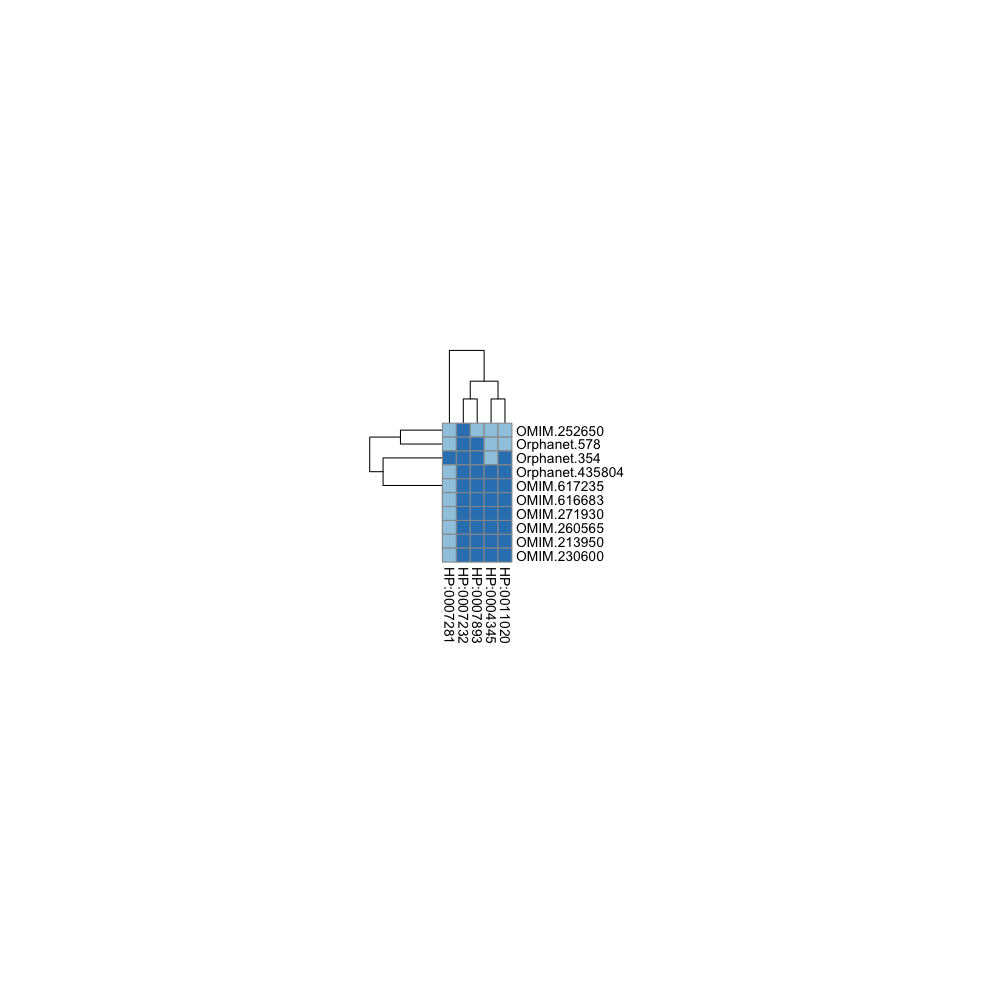 OMIM.252650
Orphanet.578
Orphanet.354
Orphanet.435804
OMIM.617235
OMIM.616683
OMIM.271930
OMIM.260565
OMIM.213950
OMIM.230600
HP:0007281
HP:0007232
HP:0007893
HP:0004345
HP:0011020